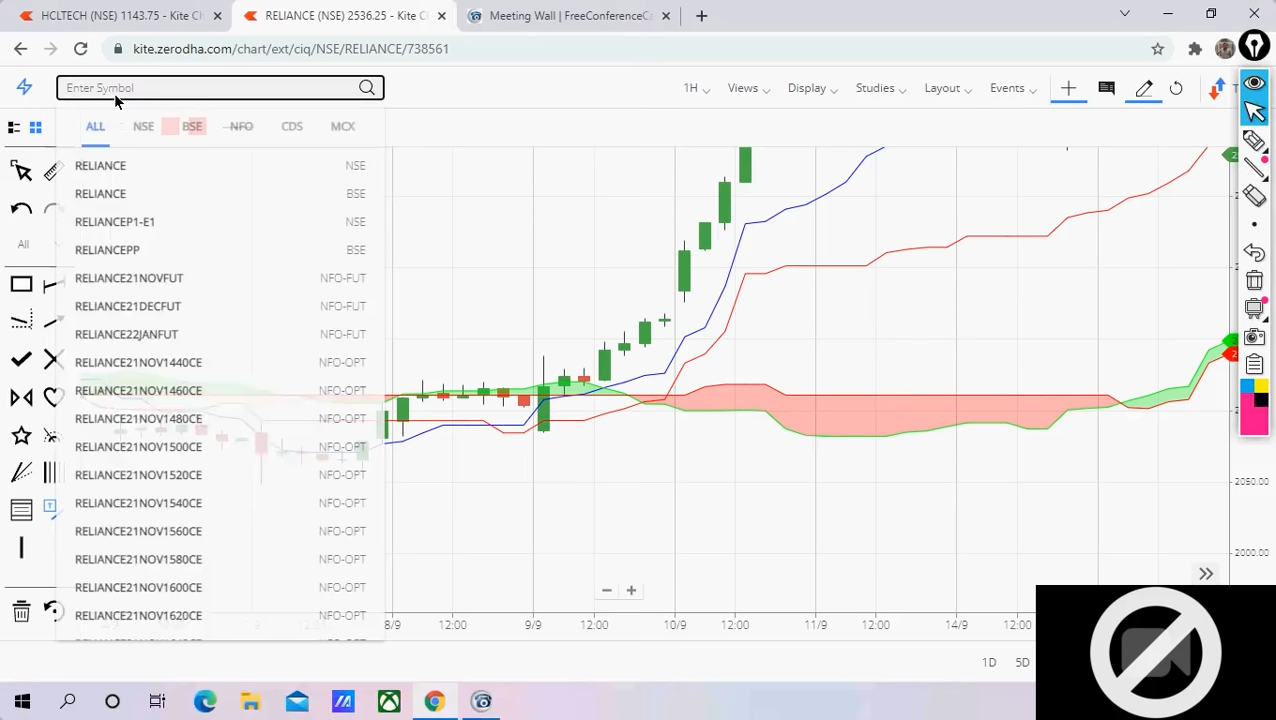 HCLTECH (NSE) 1143.75 - Kite Ch
RELIANCE (NSE) 2536.25 - Kite C
Meeting Wall | FreeConferenceCa
kite.zerodha.com/chart/ext/ciq/NSE/RELIANCE/738561
Enter Symbol
1H Views Display Studies Layout Events
ALL NSE BSE NFO CDS MCX
RELIANCE NSE
RELIANCE BSE
RELIANCEP1-E1 NSE
RELIANCEPP BSE
RELIANCE21NOVFUT NFO-FUT
RELIANCE21DECFUT NFO-FUT
RELIANCE22JANFUT NFO-FUT
RELIANCE21NOV1440CE NFO-OPT
RELIANCE21NOV1460CE NFO-OPT
RELIANCE21NOV1480CE NFO-OPT
RELIANCE21NOV1500CE NFO-OPT
RELIANCE21NOV1520CE NFO-OPT
RELIANCE21NOV1540CE NFO-OPT
RELIANCE21NOV1560CE NFO-OPT
RELIANCE21NOV1580CE NFO-OPT
RELIANCE21NOV1600CE NFO-OPT
RELIANCE21NOV1620CE NFO-OPT
All
2050.00
2000.00
8/9 12:00 9/9 12:00 10/9 12:00 11/9 12:00 14/9 12:00
1D 5D